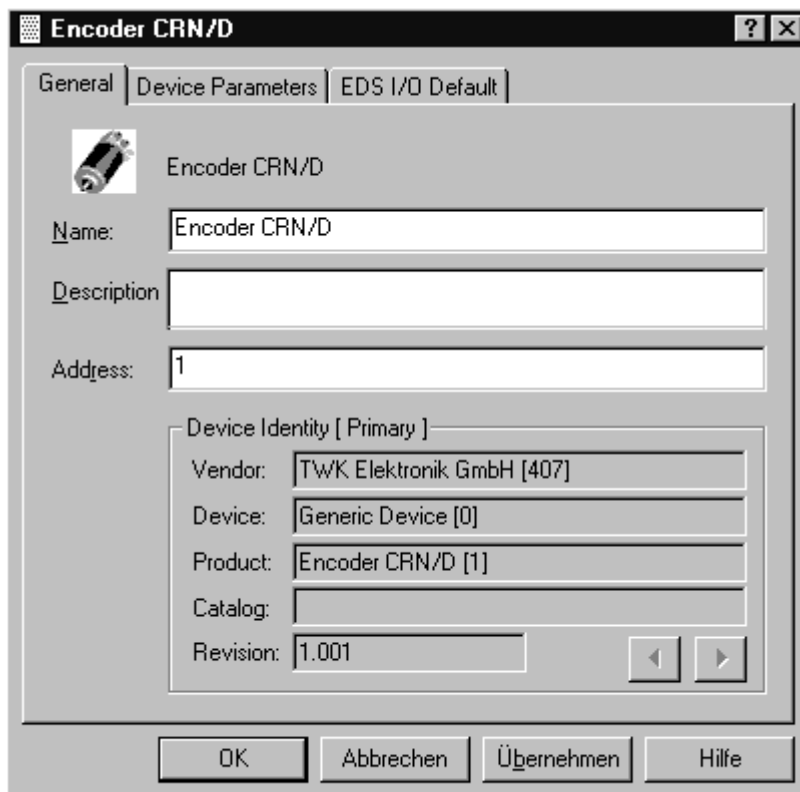 Encoder CRN/D
General Device Parameters EDS I/O Default
Encoder CRN/D
Name: Encoder CRN/D
Description
Address: 1
Device Identity [ Primary ]
Vendor: TWK Elektronik GmbH [407]
Device: Generic Device [0]
Product: Encoder CRN/D [1]
Catalog:
Revision: 1.001
OK Abbrechen Übernehmen Hilfe